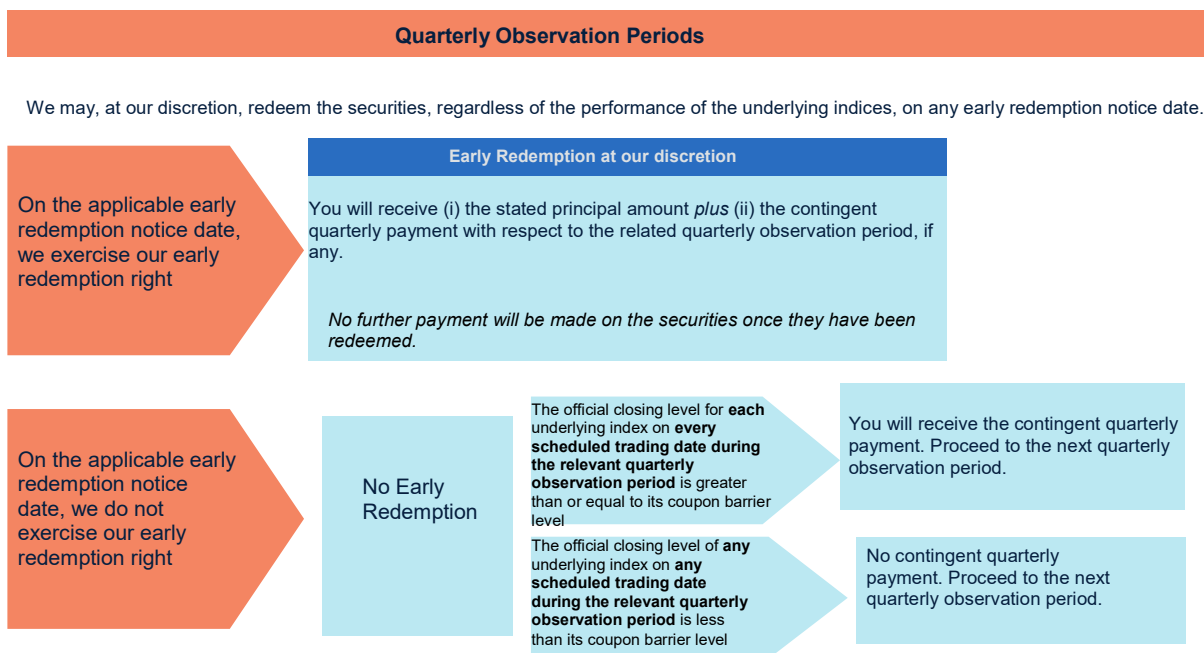 Quarterly Observation Periods
We may, at our discretion, redeem the securities, regardless of the performance of the underlying indices, on any early redemption notice date.
On the applicable early
redemption notice date,
we exercise our early
redemption right
Early Redemption at our discretion
You will receive (i) the stated principal amount plus (ii) the contingent
quarterly payment with respect to the related quarterly observation period, if
any.
No further payment will be made on the securities once they have been
redeemed.
On the applicable early
redemption notice
date, we do not
exercise our early
redemption right
No Early
Redemption
The official closing level for each
underlying index on every
scheduled trading date during
the relevant quarterly
observation period is greater
than or equal to its coupon barrier
level
You will receive the contingent quarterly
payment. Proceed to the next quarterly
observation period.
The official closing level of any
underlying index on any
scheduled trading date
during the relevant quarterly
observation period is less
than its coupon barrier level
No contingent quarterly
payment. Proceed to the next
quarterly observation period.